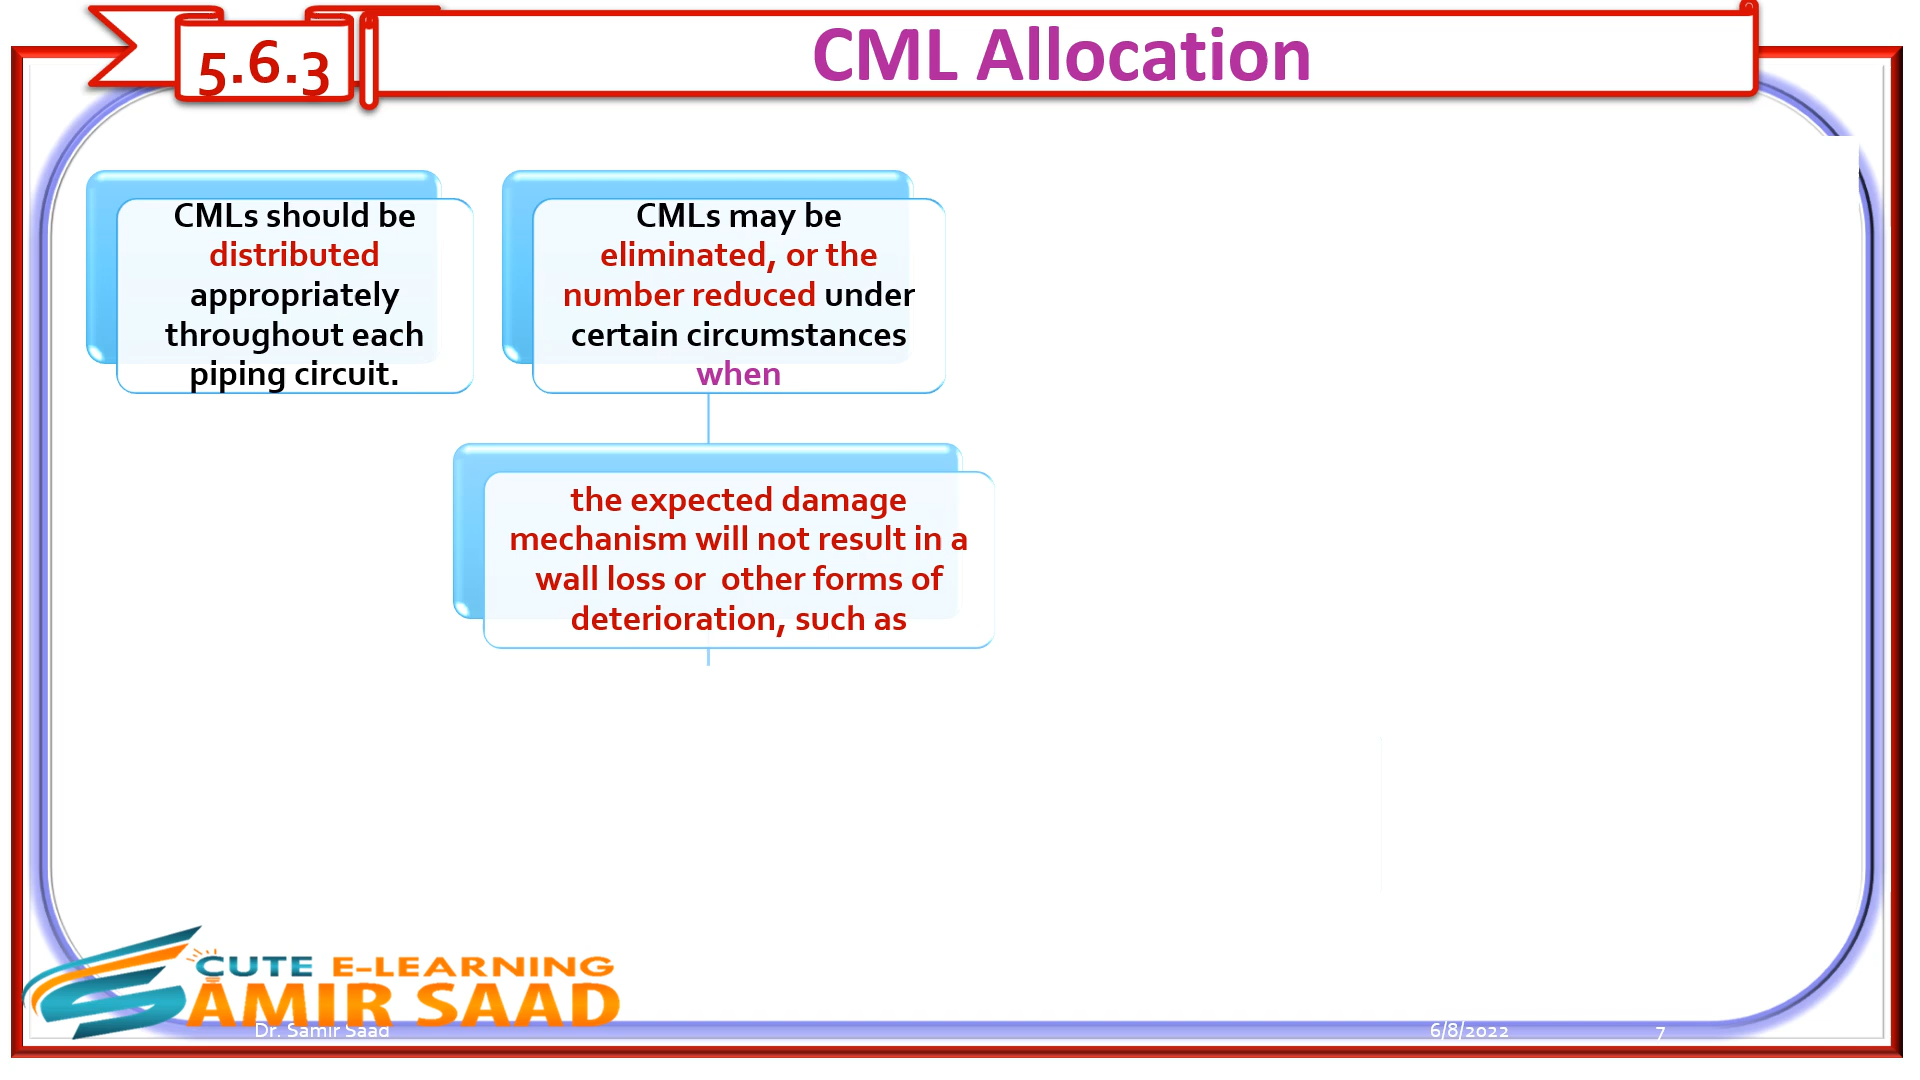 5.6.3
CML Allocation
CMLs should be
distributed
appropriately
throughout each
piping circuit.
CMLs may be
eliminated, or the
number reduced under
certain circumstances
when
the expected damage
mechanism will not result in a
wall loss or other forms of
deterioration, such as
CUTE E-LEARNING
SAMIR SAAD
Dr. Samir Saad
6/8/2022
7